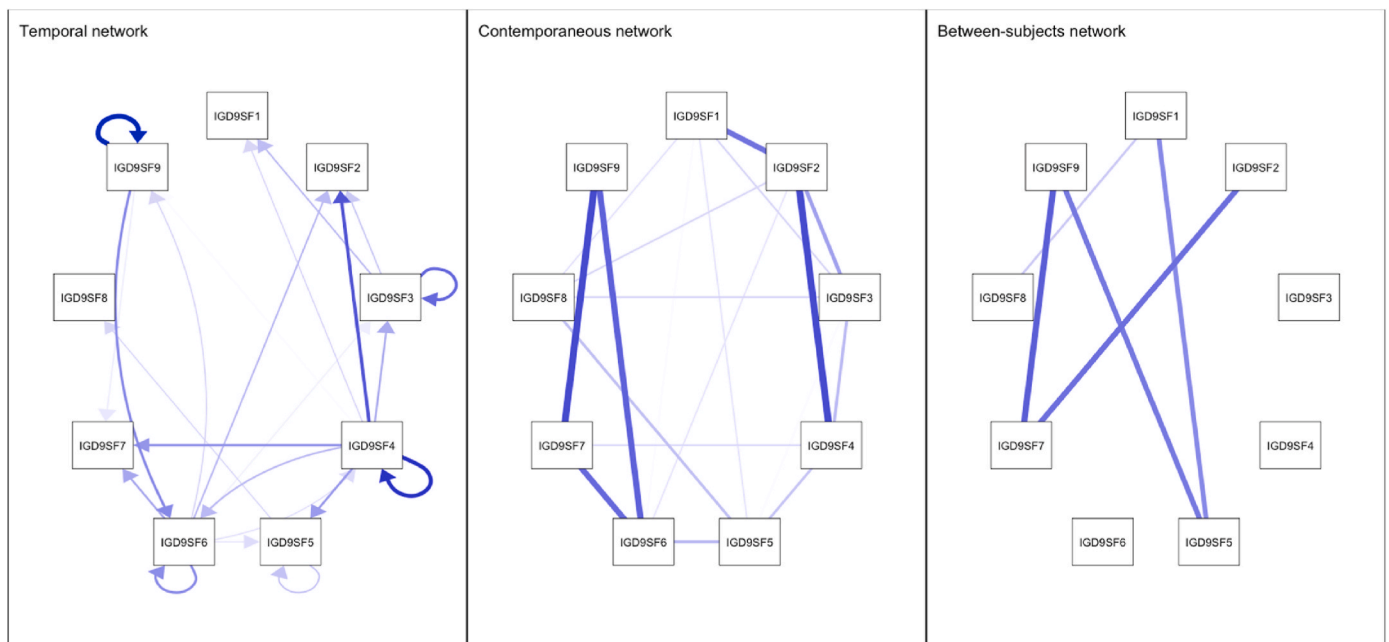 Temporal network
IGD9SF1
IGD9SF9
IGD9SF2
IGD9SF8
IGD9SF3
IGD9SF7
IGD9SF4
IGD9SF6
IGD9SF5
Contemporaneous network
IGD9SF1
IGD9SF9
IGD9SF2
IGD9SF8
IGD9SF3
IGD9SF7
IGD9SF4
IGD9SF6
IGD9SF5
Between-subjects network
IGD9SF1
IGD9SF9
IGD9SF2
IGD9SF8
IGD9SF3
IGD9SF7
IGD9SF4
IGD9SF6
IGD9SF5